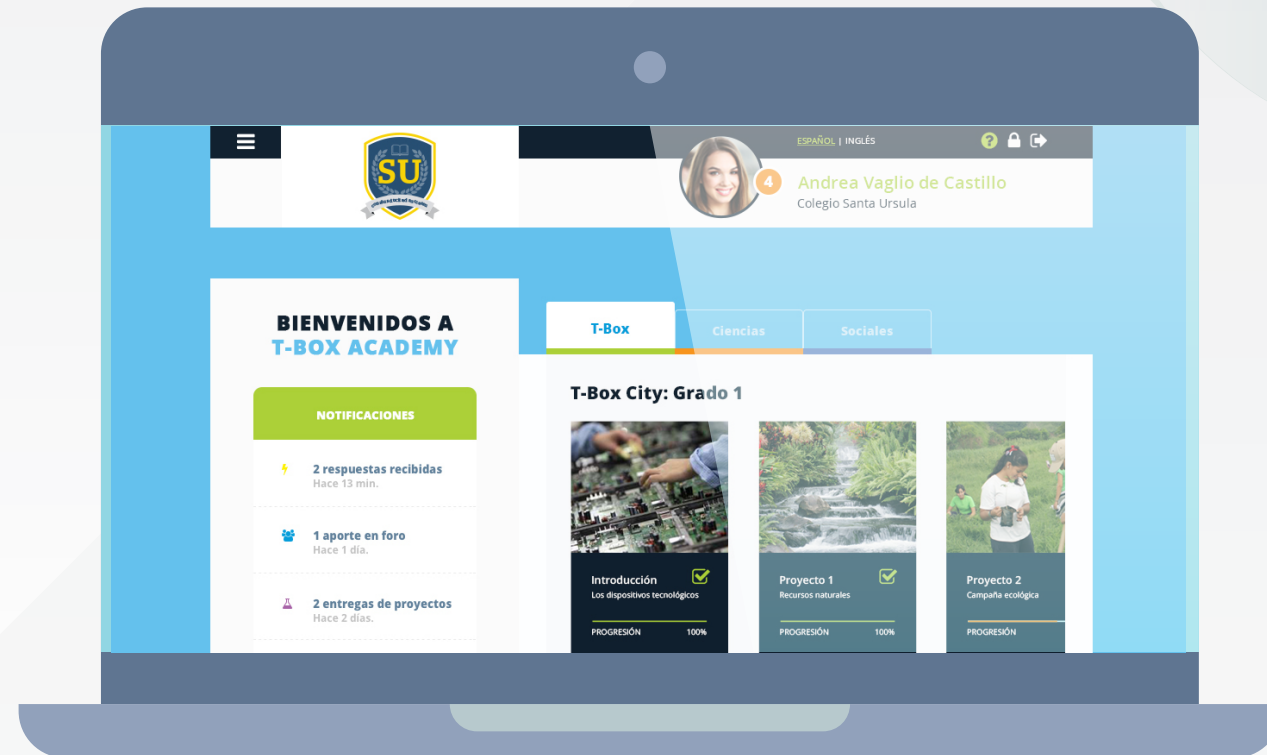 SU
ESPAÑOL | INGLÉS
4
Andrea Vaglio de Castillo
Colegio Santa Ursula
BIENVENIDOS A
T-BOX ACADEMY
NOTIFICACIONES
2 respuestas recibidas
Hace 13 min.
1 aporte en foro
Hace 1 día.
2 entregas de proyectos
Hace 2 días.
T-Box
Ciencias
Sociales
T-Box City: Grado 1
Introducción
Los dispositivos tecnológicos
PROGRESIÓN 100%
Proyecto 1
Recursos naturales
PROGRESIÓN 100%
Proyecto 2
Campaña ecológica
PROGRESIÓN